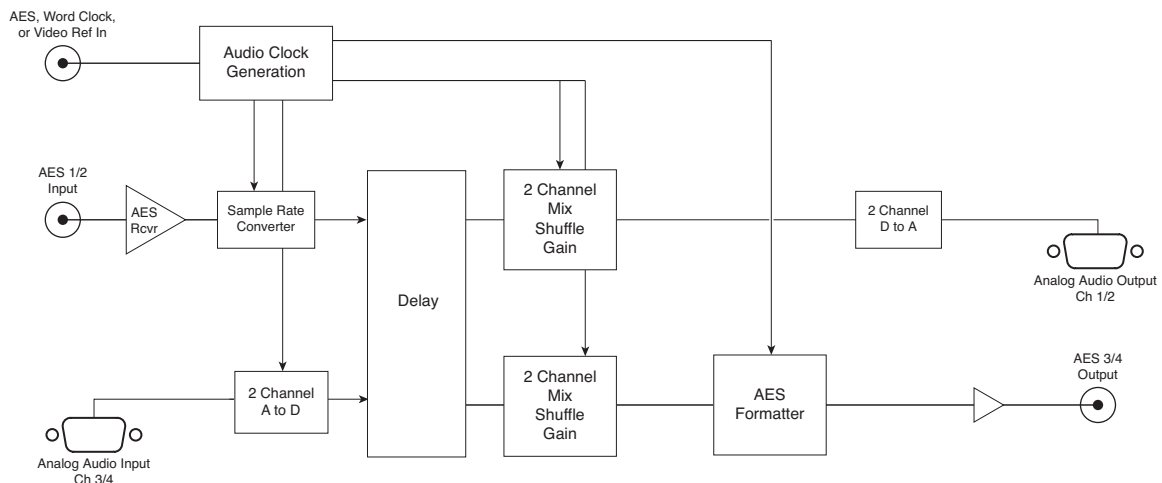 AES, Word Clock,
or Video Ref In
Audio Clock
Generation
AES 1/2
Input
AES
Rcvr
Sample Rate
Converter
Delay
2 Channel
Mix
Shuffle
Gain
2 Channel
D to A
Analog Audio Output
Ch 1/2
2 Channel
A to D
Analog Audio Input
Ch 3/4
2 Channel
Mix
Shuffle
Gain
AES
Formatter
AES 3/4
Output